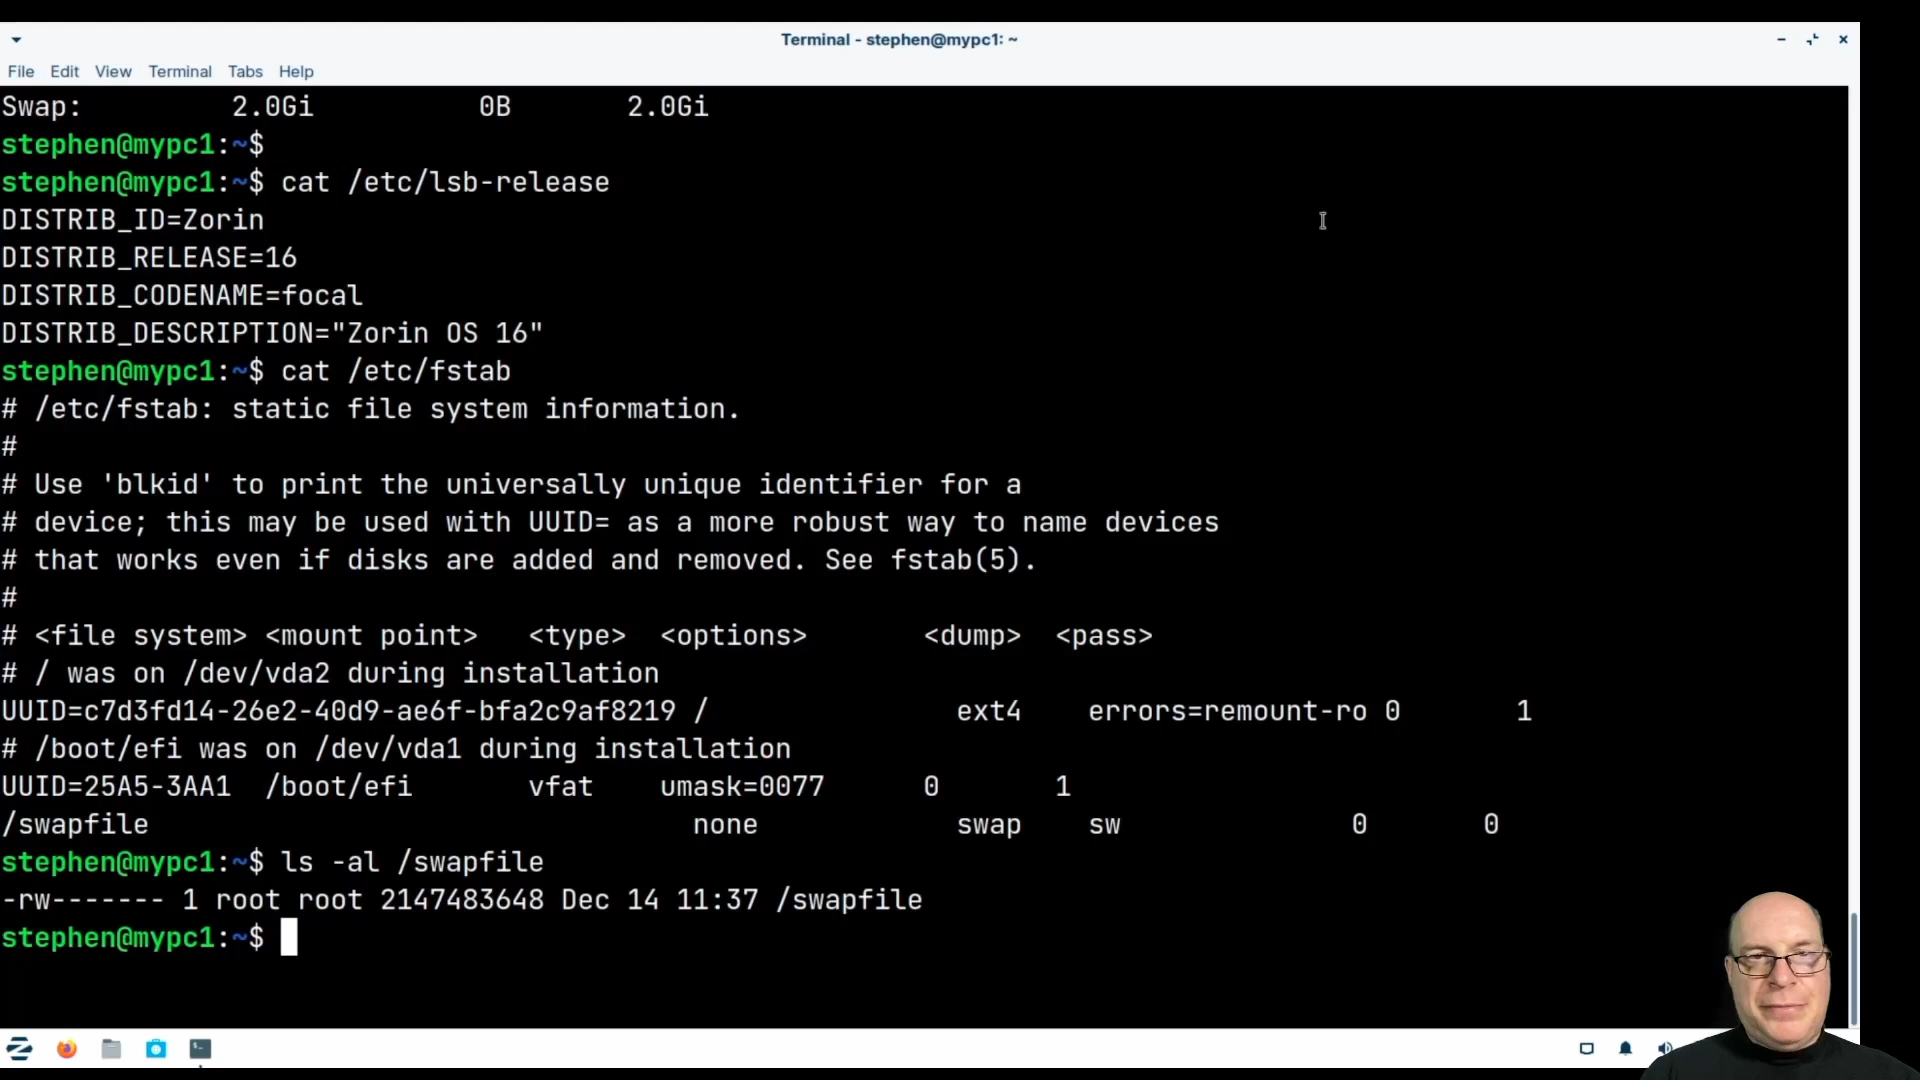 Terminal - stephen@mypc1: ~
File Edit View Terminal Tabs Help
Swap: 2.0Gi 0B 2.0Gi
stephen@mypc1:~$
stephen@mypc1:~$ cat /etc/lsb-release
DISTRIB_ID=Zorin
DISTRIB_RELEASE=16
DISTRIB_CODENAME=focal
DISTRIB_DESCRIPTION="Zorin OS 16"
stephen@mypc1:~$ cat /etc/fstab
# /etc/fstab: static file system information.
#
# Use 'blkid' to print the universally unique identifier for a
# device; this may be used with UUID= as a more robust way to name devices
# that works even if disks are added and removed. See fstab(5).
#
# <file system> <mount point>   <type>  <options>       <dump>  <pass>
# / was on /dev/vda2 during installation
UUID=c7d3fd14-26e2-40d9-ae6f-bfa2c9af8219 /               ext4    errors=remount-ro 0       1
# /boot/efi was on /dev/vda1 during installation
UUID=25A5-3AA1  /boot/efi       vfat    umask=0077      0       1
/swapfile                                 none            swap    sw              0       0
stephen@mypc1:~$ ls -al /swapfile
-rw------- 1 root root 2147483648 Dec 14 11:37 /swapfile
stephen@mypc1:~$